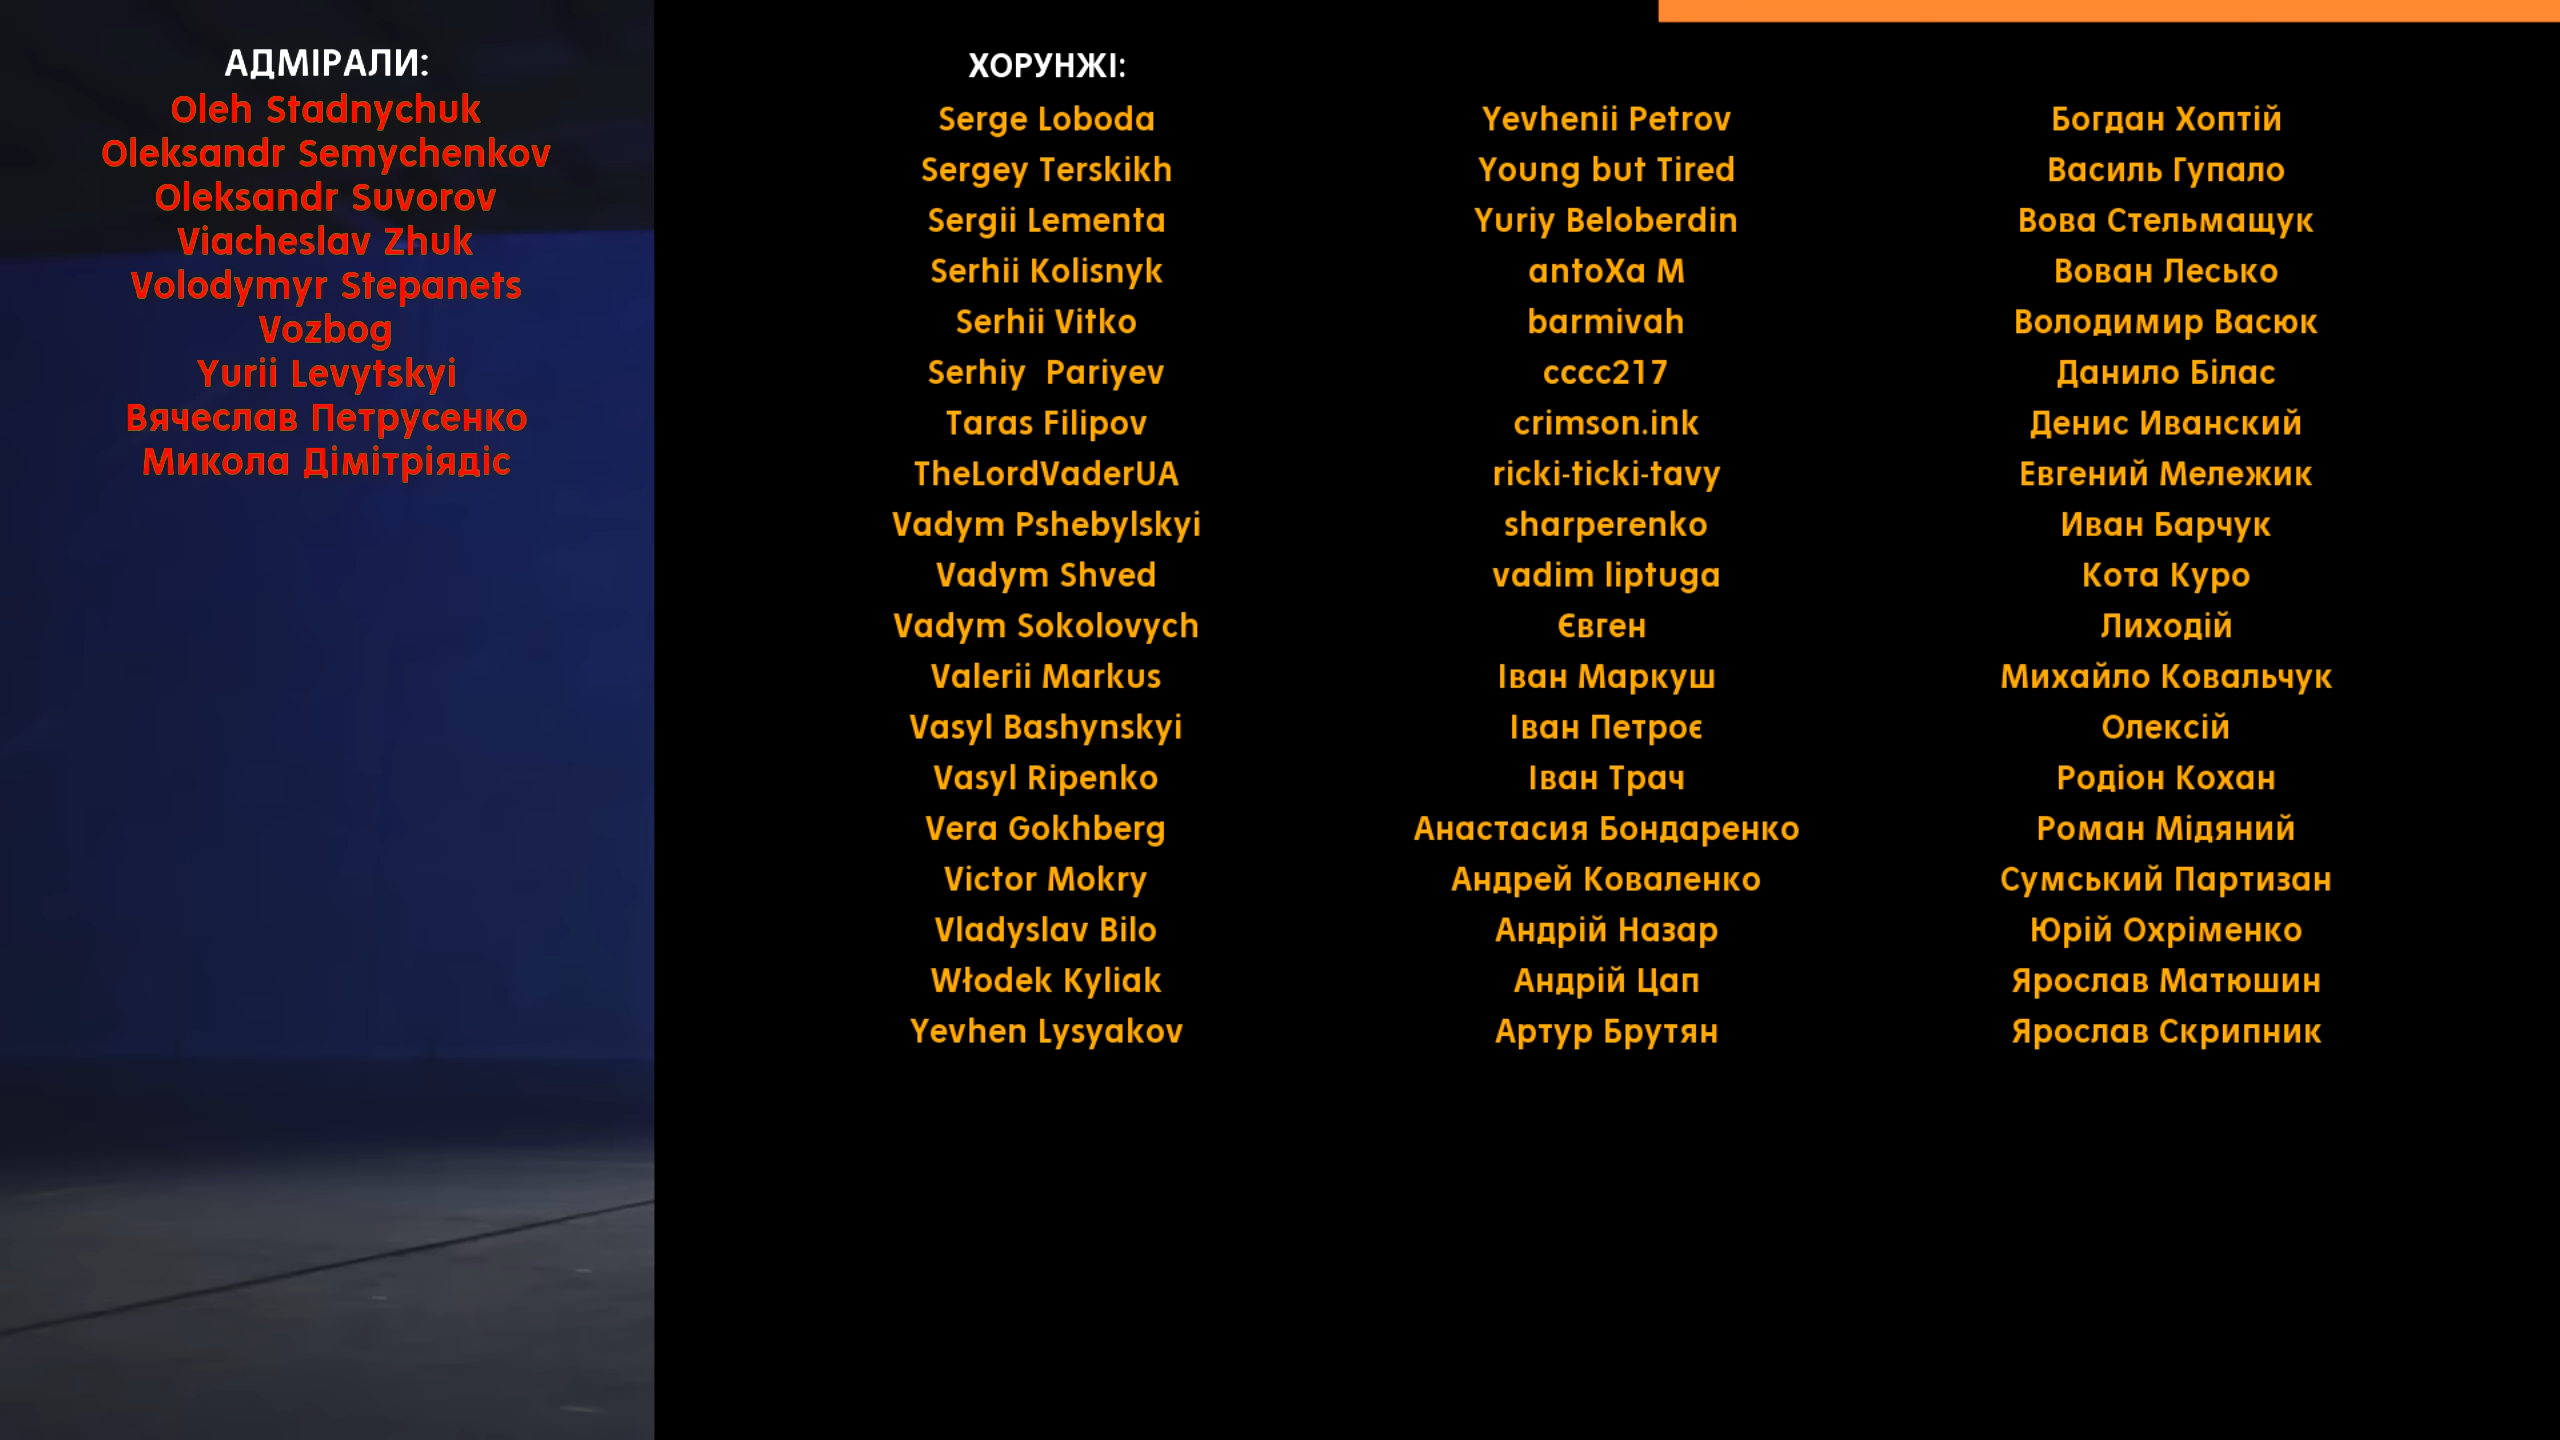 АДМІРАЛИ:
Oleh Stadnychuk
Oleksandr Semychenkov
Oleksandr Suvorov
Viacheslav Zhuk
Volodymyr Stepanets
Vozbog
Yurii Levytskyi
Вячеслав Петрусенко
Микола Дімітріядіс
ХОРУНЖІ:
Serge Loboda
Sergey Terskikh
Sergii Lementa
Serhii Kolisnyk
Serhii Vitko
Serhiy  Pariyev
Taras Filipov
TheLordVaderUA
Vadym Pshebylskyi
Vadym Shved
Vadym Sokolovych
Valerii Markus
Vasyl Bashynskyi
Vasyl Ripenko
Vera Gokhberg
Victor Mokry
Vladyslav Bilo
Włodek Kyliak
Yevhen Lysyakov
Yevhenii Petrov
Young but Tired
Yuriy Beloberdin
antoXa M
barmivah
cccc217
crimson.ink
ricki-ticki-tavy
sharperenko
vadim liptuga
Євген
Іван Маркуш
Іван Петроє
Іван Трач
Анастасия Бондаренко
Андрей Коваленко
Андрій Назар
Андрій Цап
Артур Брутян
Богдан Хоптій
Василь Гупало
Вова Стельмащук
Вован Лесько
Володимир Васюк
Данило Білас
Денис Иванский
Евгений Мележик
Иван Барчук
Кота Куро
Лиходій
Михайло Ковальчук
Олексій
Родіон Кохан
Роман Мідяний
Сумський Партизан
Юрій Охріменко
Ярослав Матюшин
Ярослав Скрипник